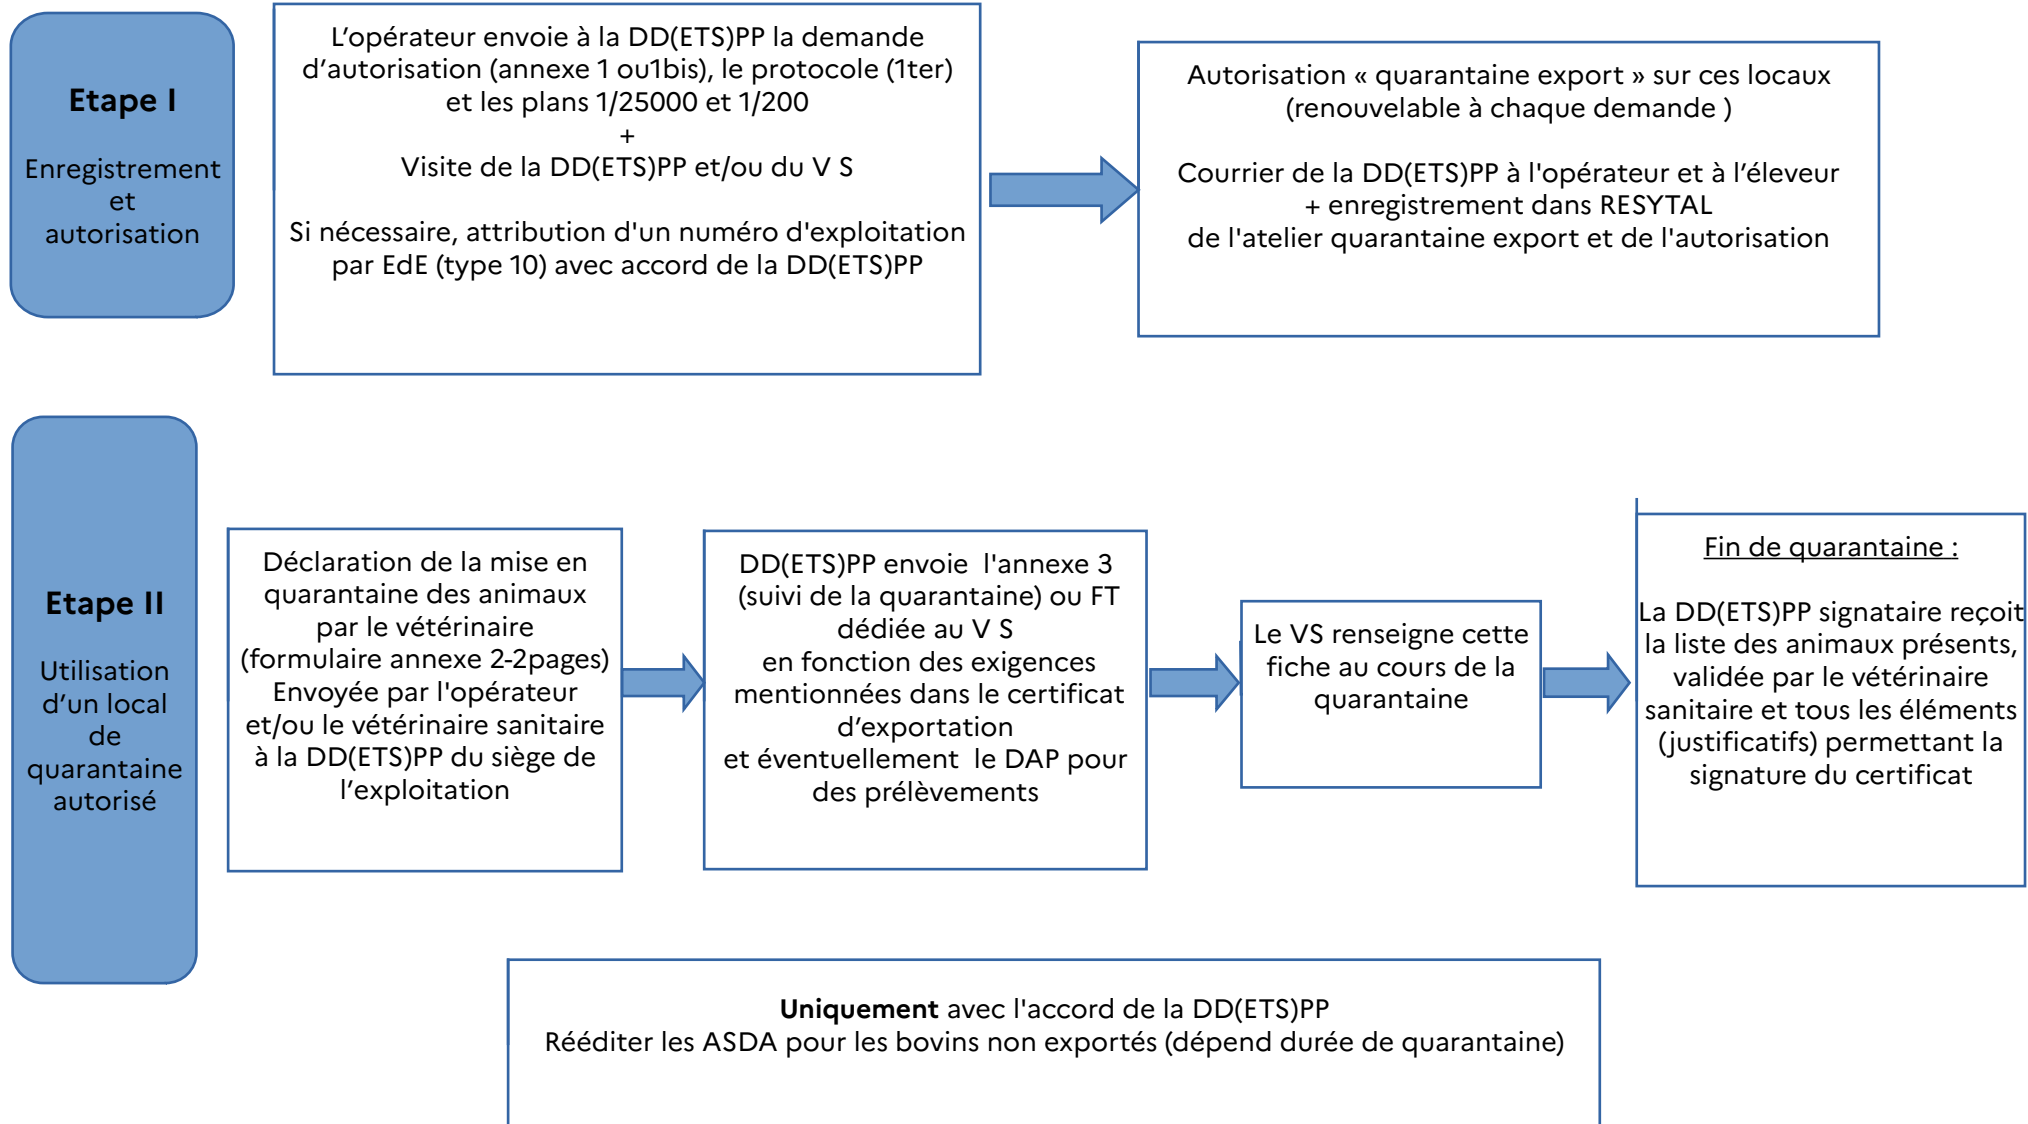 Etape I
Enregistrement
et
autorisation
L’opérateur envoie à la DD(ETS)PP la demande
d’autorisation (annexe 1 ou1bis), le protocole (1ter)
et les plans 1/25000 et 1/200
+
Visite de la DD(ETS)PP et/ou du V S
Si nécessaire, attribution d'un numéro d'exploitation
par EdE (type 10) avec accord de la DD(ETS)PP
Autorisation « quarantaine export » sur ces locaux
(renouvelable à chaque demande )
Courrier de la DD(ETS)PP à l'opérateur et à l’éleveur
+ enregistrement dans RESYTAL
de l'atelier quarantaine export et de l'autorisation
Etape II
Utilisation
d’un local
de
quarantaine
autorisé
Déclaration de la mise en
quarantaine des animaux
par le vétérinaire
(formulaire annexe 2-2pages)
Envoyée par l'opérateur
et/ou le vétérinaire sanitaire
à la DD(ETS)PP du siège de
l’exploitation
DD(ETS)PP envoie  l'annexe 3
(suivi de la quarantaine) ou FT
dédiée au V S
en fonction des exigences
mentionnées dans le certificat
d’exportation
et éventuellement  le DAP pour
des prélèvements
Le VS renseigne cette
fiche au cours de la
quarantaine
Fin de quarantaine :
La DD(ETS)PP signataire reçoit
la liste des animaux présents,
validée par le vétérinaire
sanitaire et tous les éléments
(justificatifs) permettant la
signature du certificat
Uniquement avec l'accord de la DD(ETS)PP
Rééditer les ASDA pour les bovins non exportés (dépend durée de quarantaine)